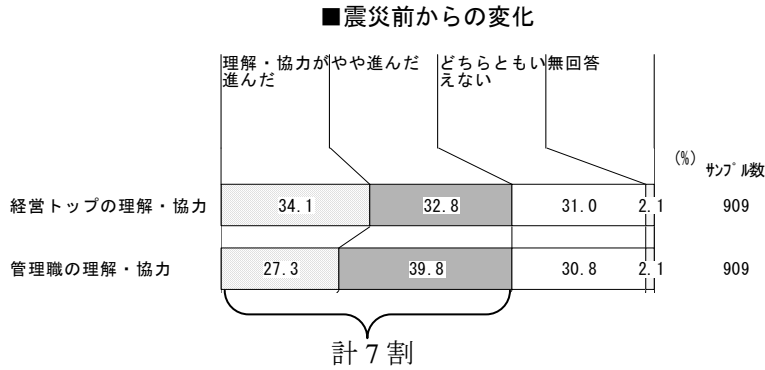 ■震災前からの変化
理解・協力が やや進んだ どちらともい 無回答
進んだ えない
(%)
ｻﾝﾌﾟﾙ数
経営トップの理解・協力 34.1 32.8 31.0 2.1 909
管理職の理解・協力 27.3 39.8 30.8 2.1 909
計７割